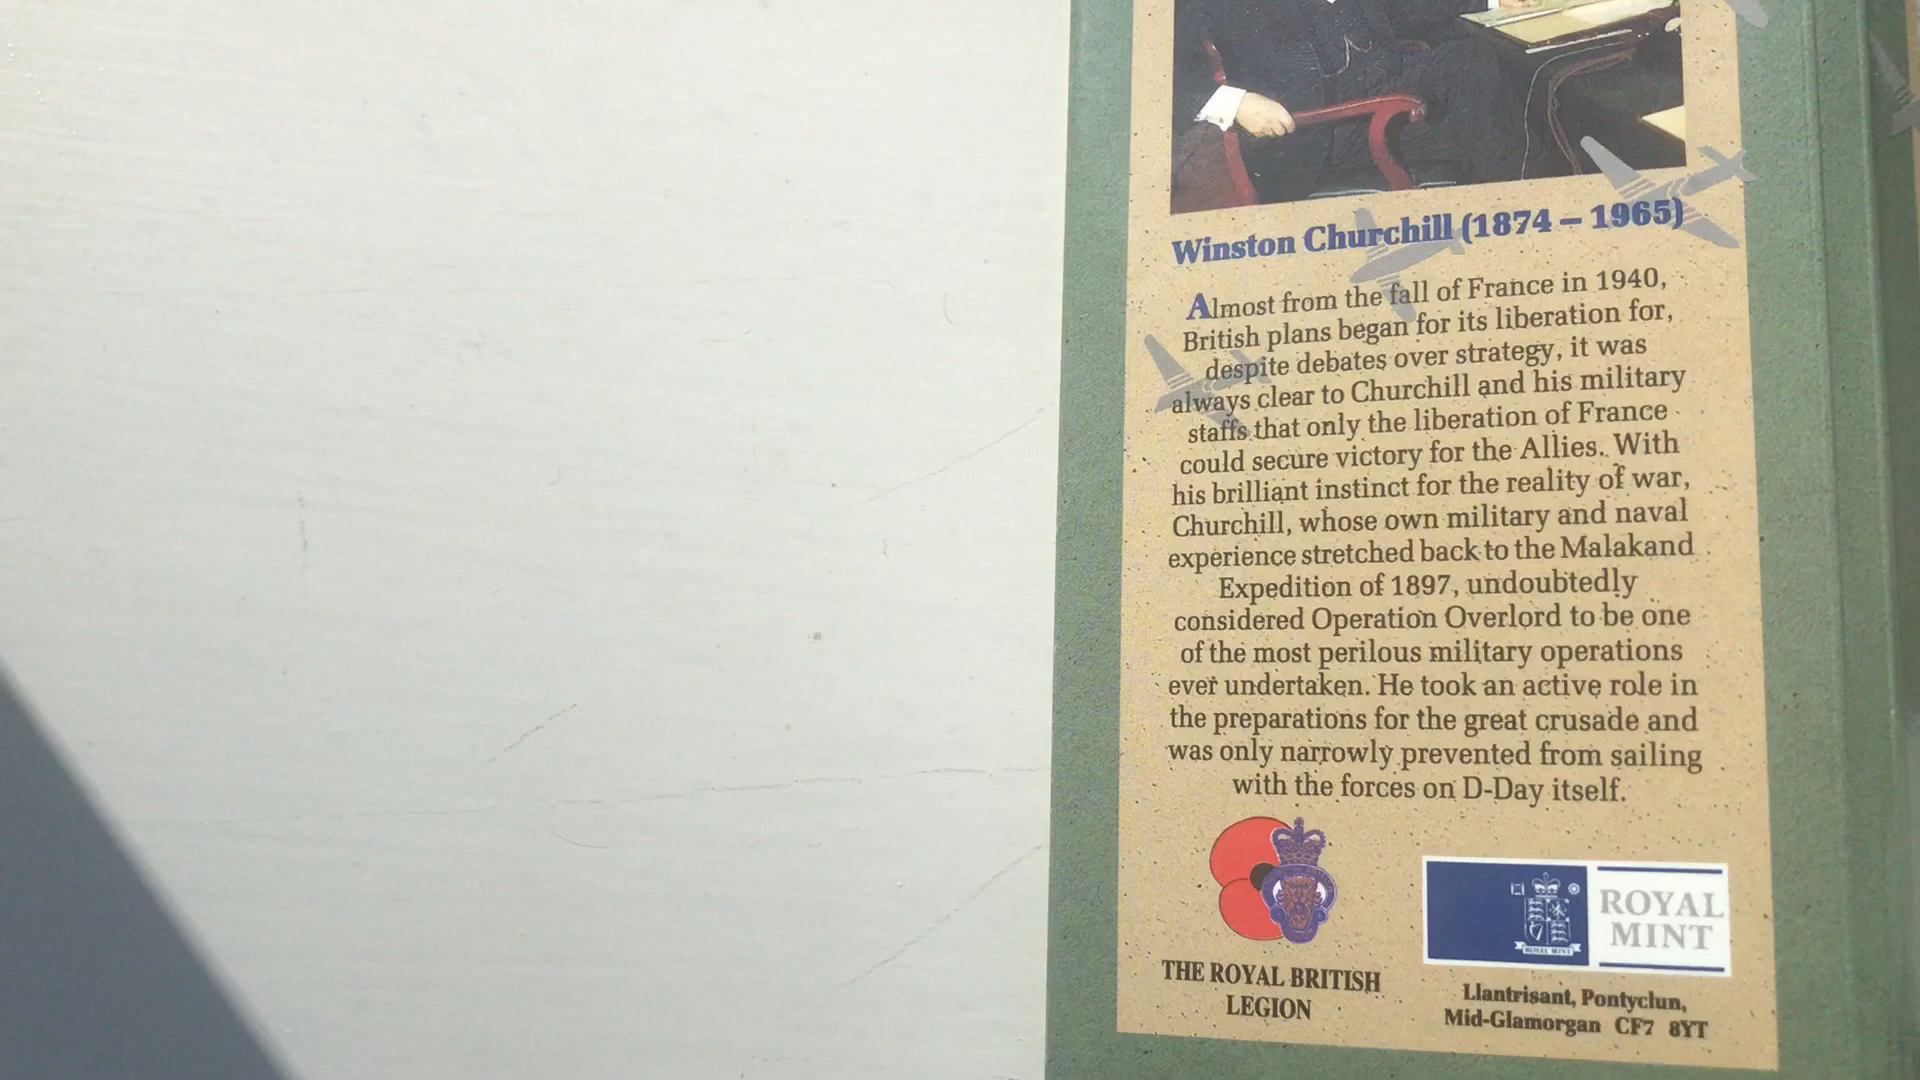 Winston Churchill (1874 – 1965)
Almost from the fall of France in 1940,
British plans began for its liberation for,
despite debates over strategy, it was
always clear to Churchill and his military
staffs that only the liberation of France
could secure victory for the Allies. With
his brilliant instinct for the reality of war,
Churchill, whose own military and naval
experience stretched back to the Malakand
Expedition of 1897, undoubtedly
considered Operation Overlord to be one
of the most perilous military operations
ever undertaken. He took an active role in
the preparations for the great crusade and
was only narrowly prevented from sailing
with the forces on D-Day itself.
THE ROYAL BRITISH
LEGION
ROYAL MINT
ROYAL
MINT
Llantrisant, Pontyclun,
Mid-Glamorgan CF7 8YT